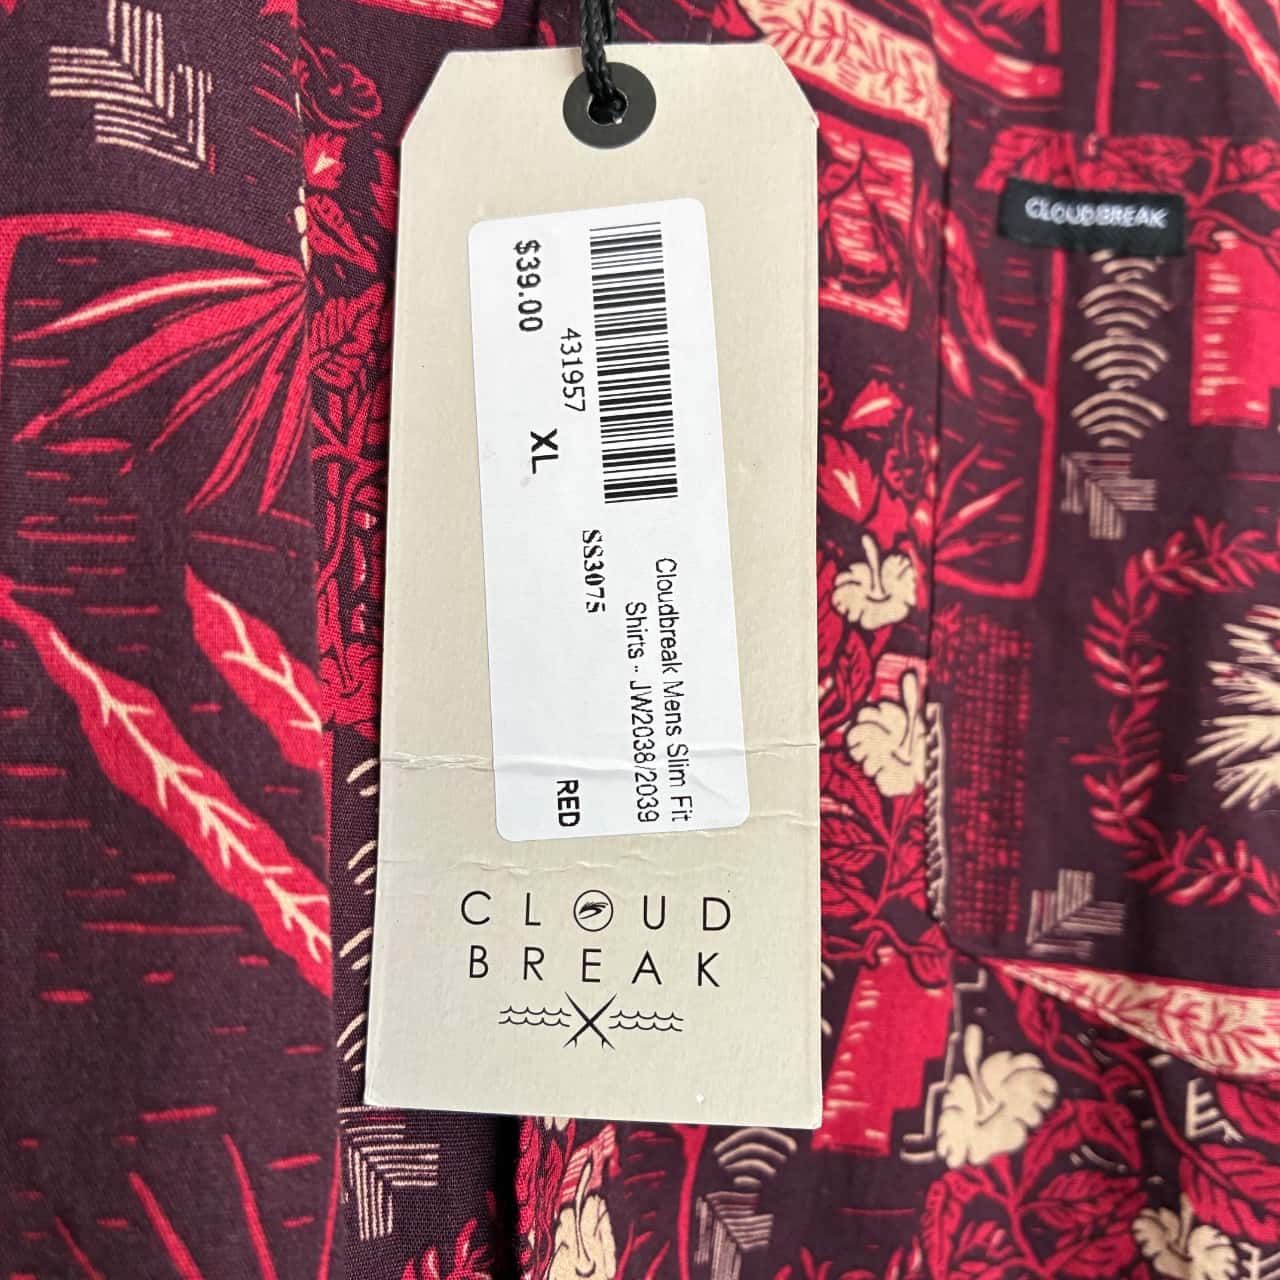 $39.00
431957
XL
SS3075
Cloudbreak Mens Slim Fit
Shirts - JW2038/2039
RED
CLOUD
BREAK
CLOUDBREAK